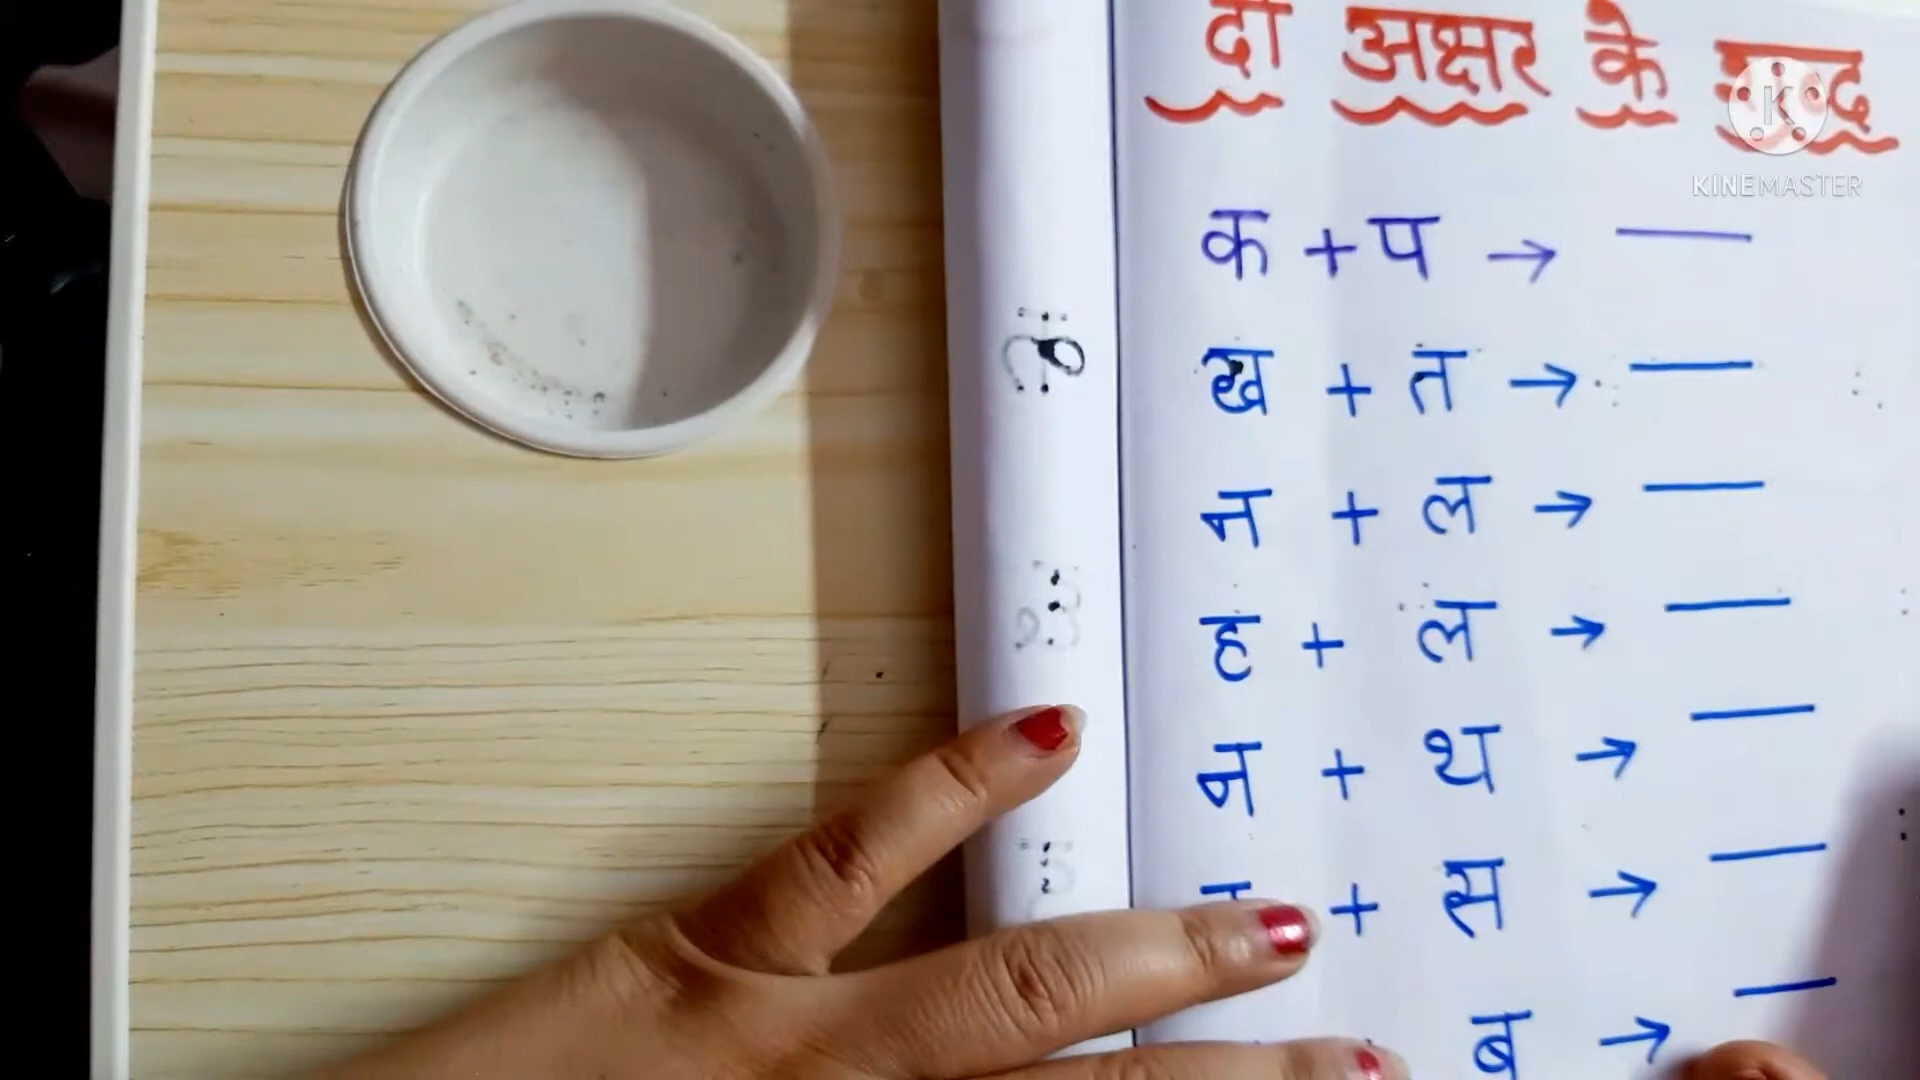 दो अक्षर के शब्द
KINEMASTER
क + प → —
ख + त → —
न + ल → —
ह + ल → —
न + थ → —
+ स → —
ब → —